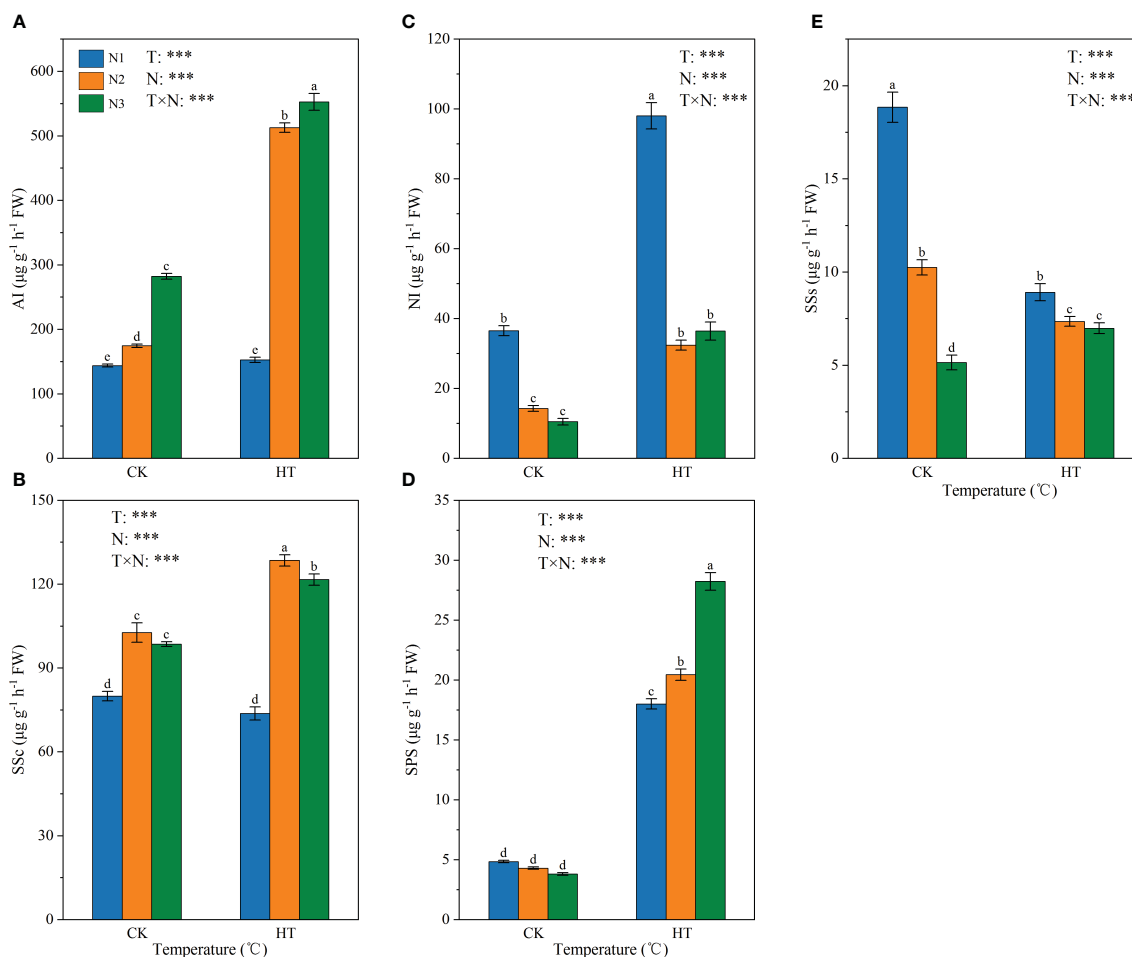 A
N1
N2
N3
T: ***
N: ***
T×N: ***
600
500
400
300
200
100
0
AI (µg g⁻¹ h⁻¹ FW)
e
d
c
e
b
a
CK
HT
B
T: ***
N: ***
T×N: ***
150
120
90
60
30
0
SSc (µg g⁻¹ h⁻¹ FW)
d
c
c
d
a
b
CK
HT
Temperature (℃)
C
T: ***
N: ***
T×N: ***
120
100
80
60
40
20
0
NI (µg g⁻¹ h⁻¹ FW)
b
c
c
a
b
b
CK
HT
D
T: ***
N: ***
T×N: ***
35
30
25
20
15
10
5
0
SPS (µg g⁻¹ h⁻¹ FW)
d
d
d
c
b
a
CK
HT
Temperature (℃)
E
T: ***
N: ***
T×N: ***
20
15
10
5
0
SSs (µg g⁻¹ h⁻¹ FW)
a
b
d
b
c
c
CK
HT
Temperature (℃)